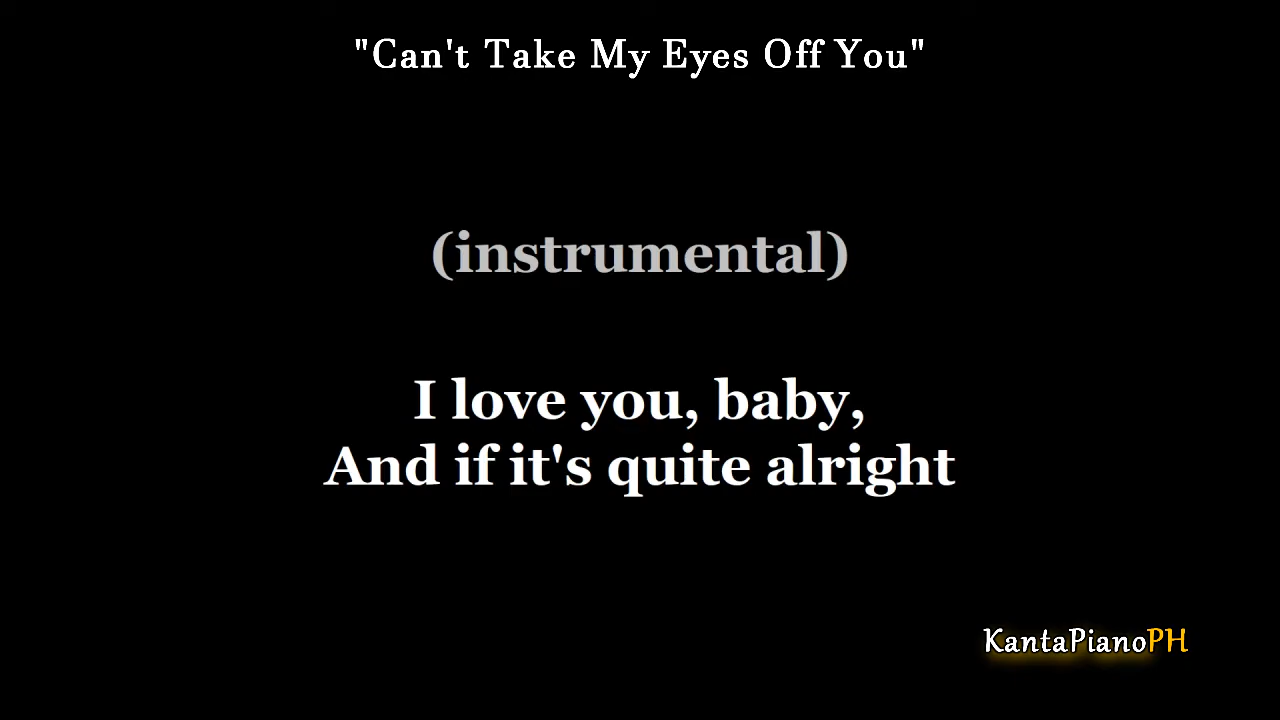 "Can't Take My Eyes Off You"
(instrumental)
I love you, baby,
And if it's quite alright
KantaPianoPH